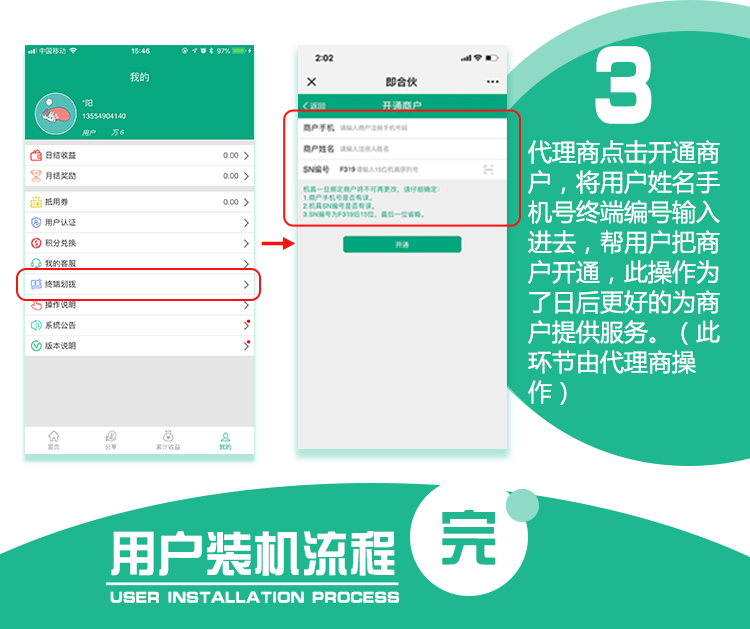 中国移动
15:46
97%
我的
*阳
13554904140
用户 万6
日结收益 0.00
月结奖励 0.00
抵用券 0.00
用户认证
积分兑换
我的客服
终端划拨
操作说明
系统公告
版本说明
首页 分享 累计收益 我的
2:02
即合伙
返回 开通商户
商户手机 请输入商户注册手机号码
商户姓名 请输入注册人姓名
SN编号 F319 请输入15位机具序列号
机具一旦绑定商户将不可再更改，请仔细确定：
1.商户手机号是否有误。
2.机具SN编号是否有误。
3.SN编号为F319后15位，最后一位省略。
开通
3
代理商点击开通商
户，将用户姓名手
机号终端编号输入
进去，帮用户把商
户开通，此操作为
了日后更好的为商
户提供服务。（此
环节由代理商操
作）
用户装机流程 完
USER INSTALLATION PROCESS